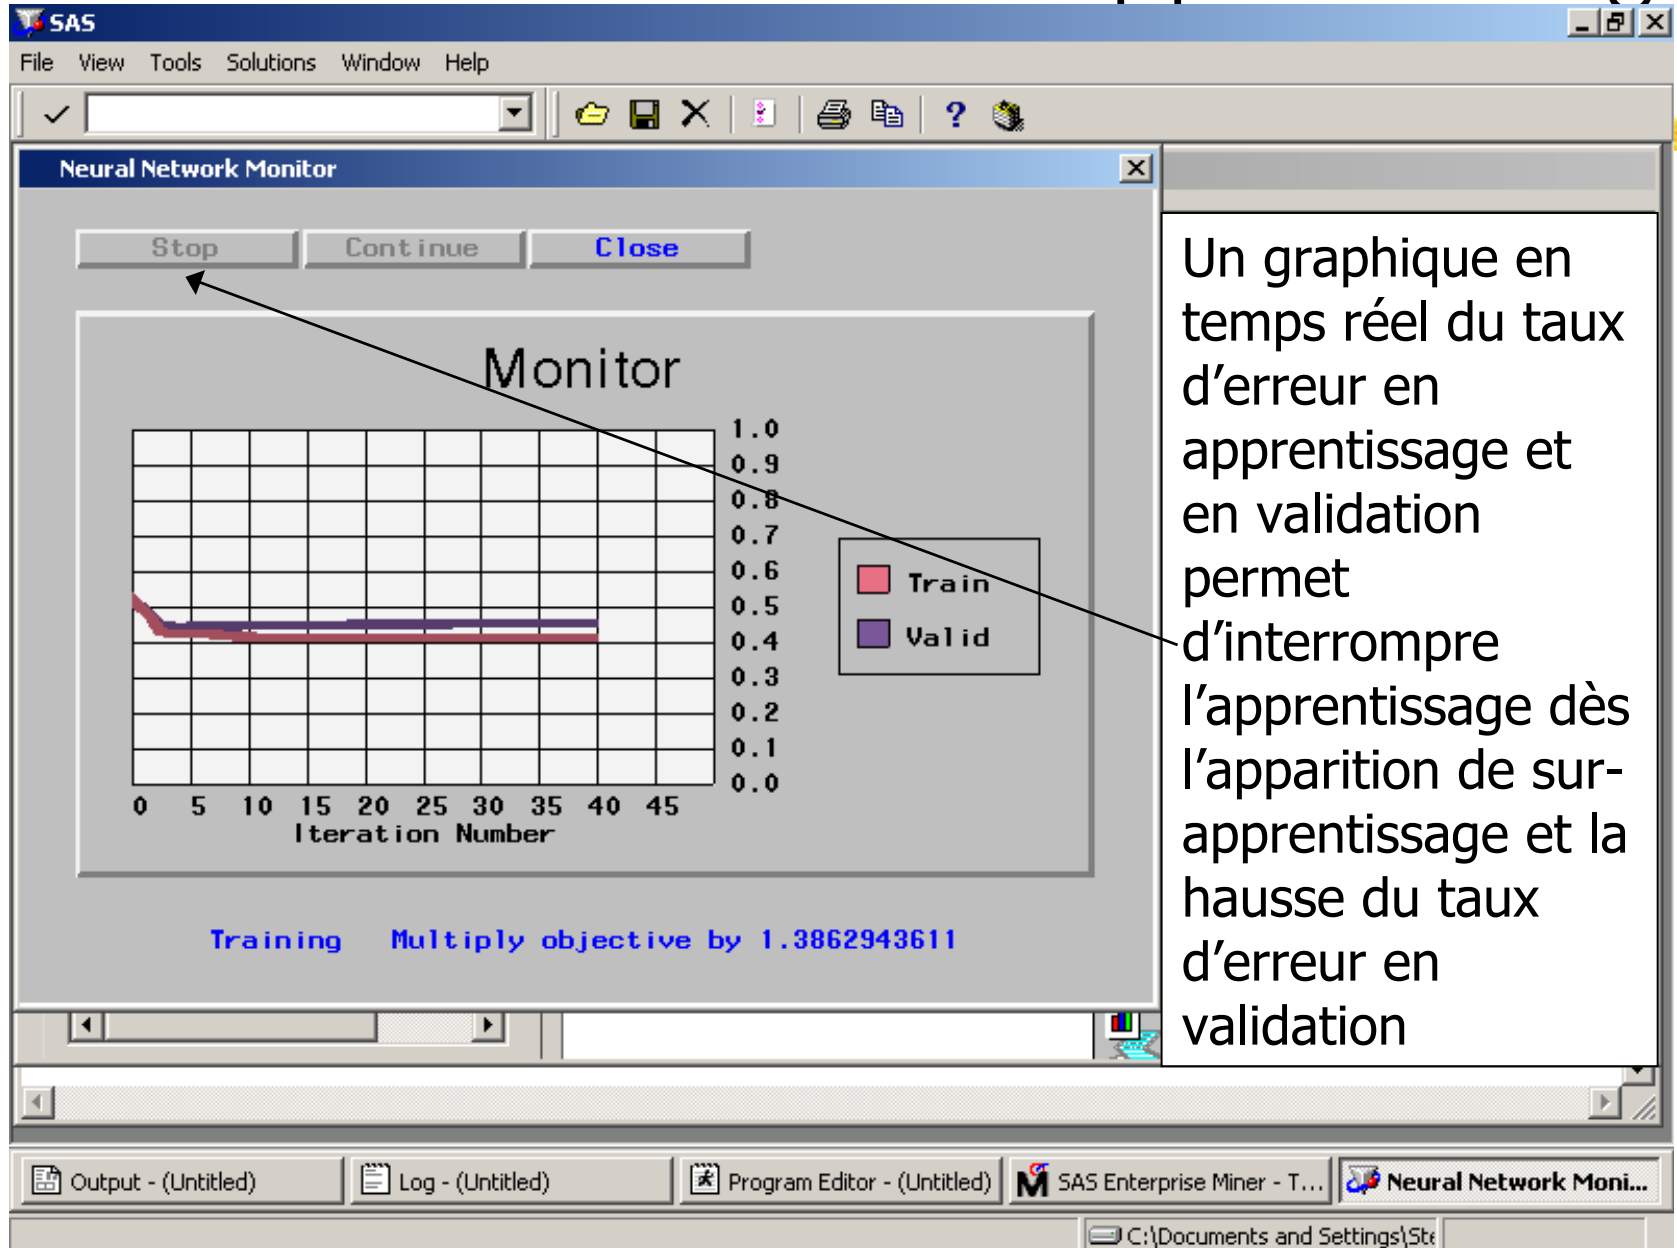 SAS
File View Tools Solutions Window Help
Neural Network Monitor
Stop Continue Close
Monitor
1.0
0.9
0.8
0.7
0.6
0.5
0.4
0.3
0.2
0.1
0.0
0 5 10 15 20 25 30 35 40 45
Iteration Number
Train
Valid
Training Multiply objective by 1.3862943611
Un graphique en
temps réel du taux
d’erreur en
apprentissage et
en validation
permet
d’interrompre
l’apprentissage dès
l’apparition de sur-
apprentissage et la
hausse du taux
d’erreur en
validation
Output - (Untitled) Log - (Untitled) Program Editor - (Untitled) SAS Enterprise Miner - T... Neural Network Moni...
C:\Documents and Settings\Ste